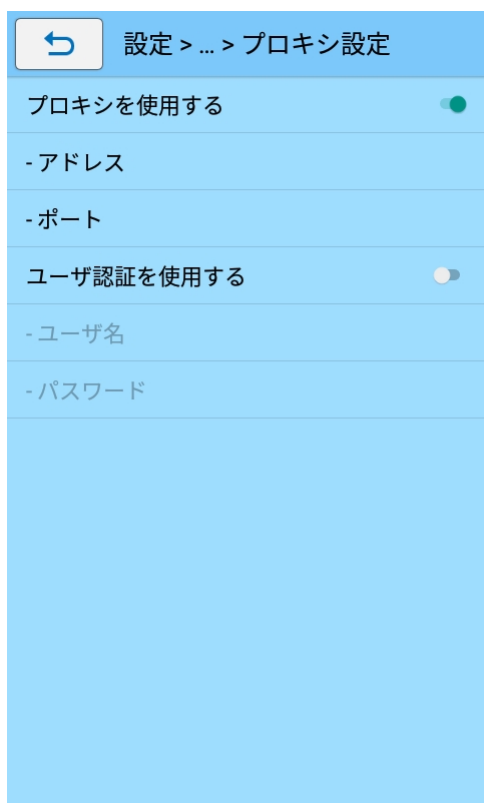 設定 > ... > プロキシ設定
プロキシを使用する
- アドレス
- ポート
ユーザ認証を使用する
- ユーザ名
- パスワード